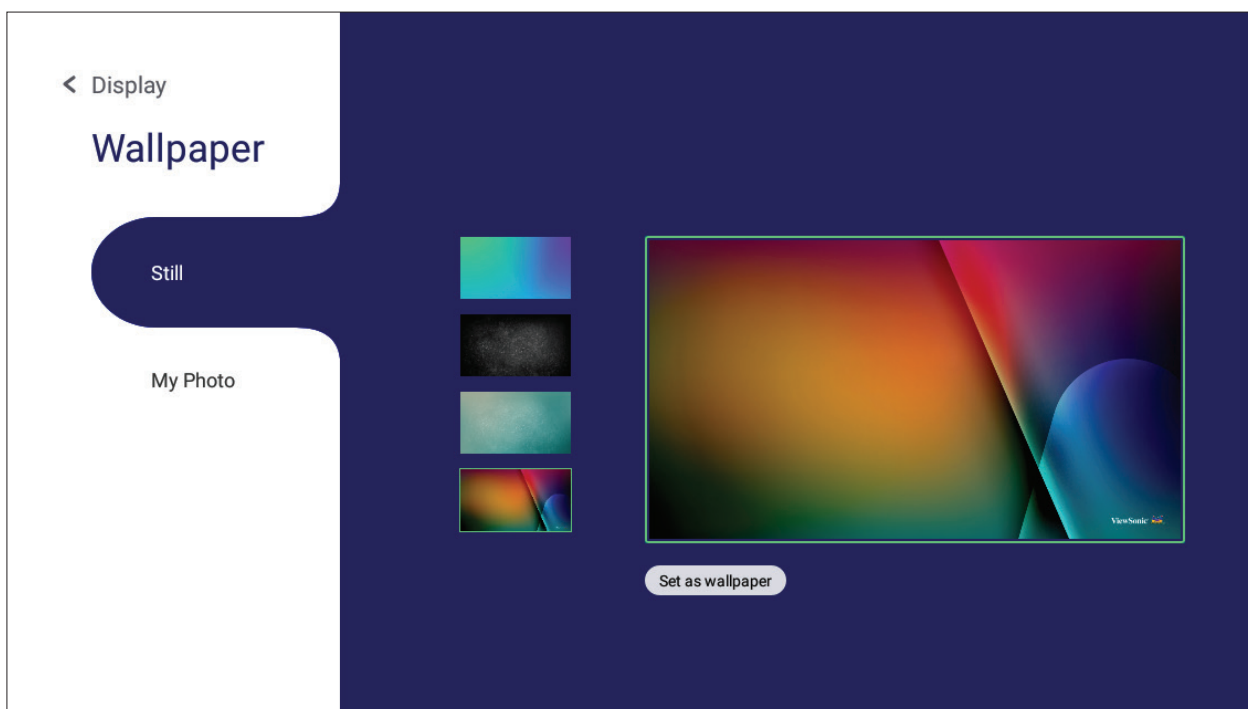 Display
Wallpaper
Still
My Photo
ViewSonic
Set as wallpaper